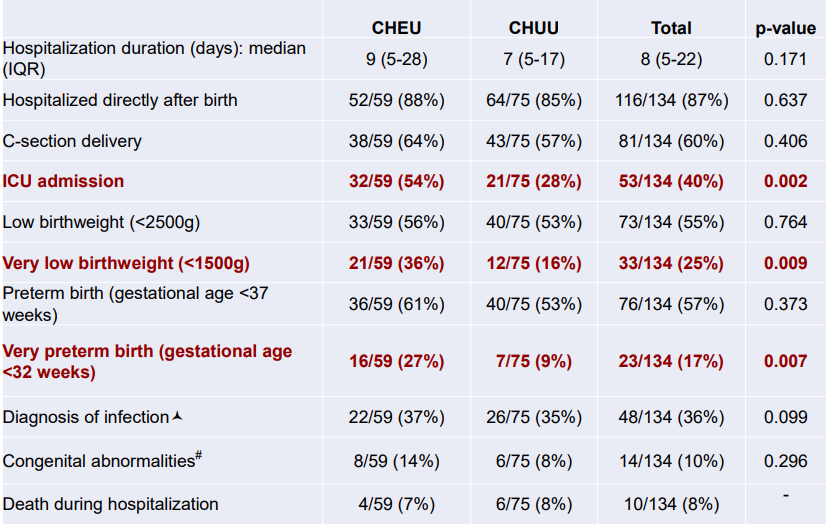 CHEU CHUU Total p-value
Hospitalization duration (days): median
(IQR) 9 (5-28) 7 (5-17) 8 (5-22) 0.171
Hospitalized directly after birth 52/59 (88%) 64/75 (85%) 116/134 (87%) 0.637
C-section delivery 38/59 (64%) 43/75 (57%) 81/134 (60%) 0.406
ICU admission 32/59 (54%) 21/75 (28%) 53/134 (40%) 0.002
Low birthweight (<2500g) 33/59 (56%) 40/75 (53%) 73/134 (55%) 0.764
Very low birthweight (<1500g) 21/59 (36%) 12/75 (16%) 33/134 (25%) 0.009
Preterm birth (gestational age <37
weeks) 36/59 (61%) 40/75 (53%) 76/134 (57%) 0.373
Very preterm birth (gestational age
<32 weeks) 16/59 (27%) 7/75 (9%) 23/134 (17%) 0.007
Diagnosis of infection⅄ 22/59 (37%) 26/75 (35%) 48/134 (36%) 0.099
Congenital abnormalities# 8/59 (14%) 6/75 (8%) 14/134 (10%) 0.296
Death during hospitalization 4/59 (7%) 6/75 (8%) 10/134 (8%) -